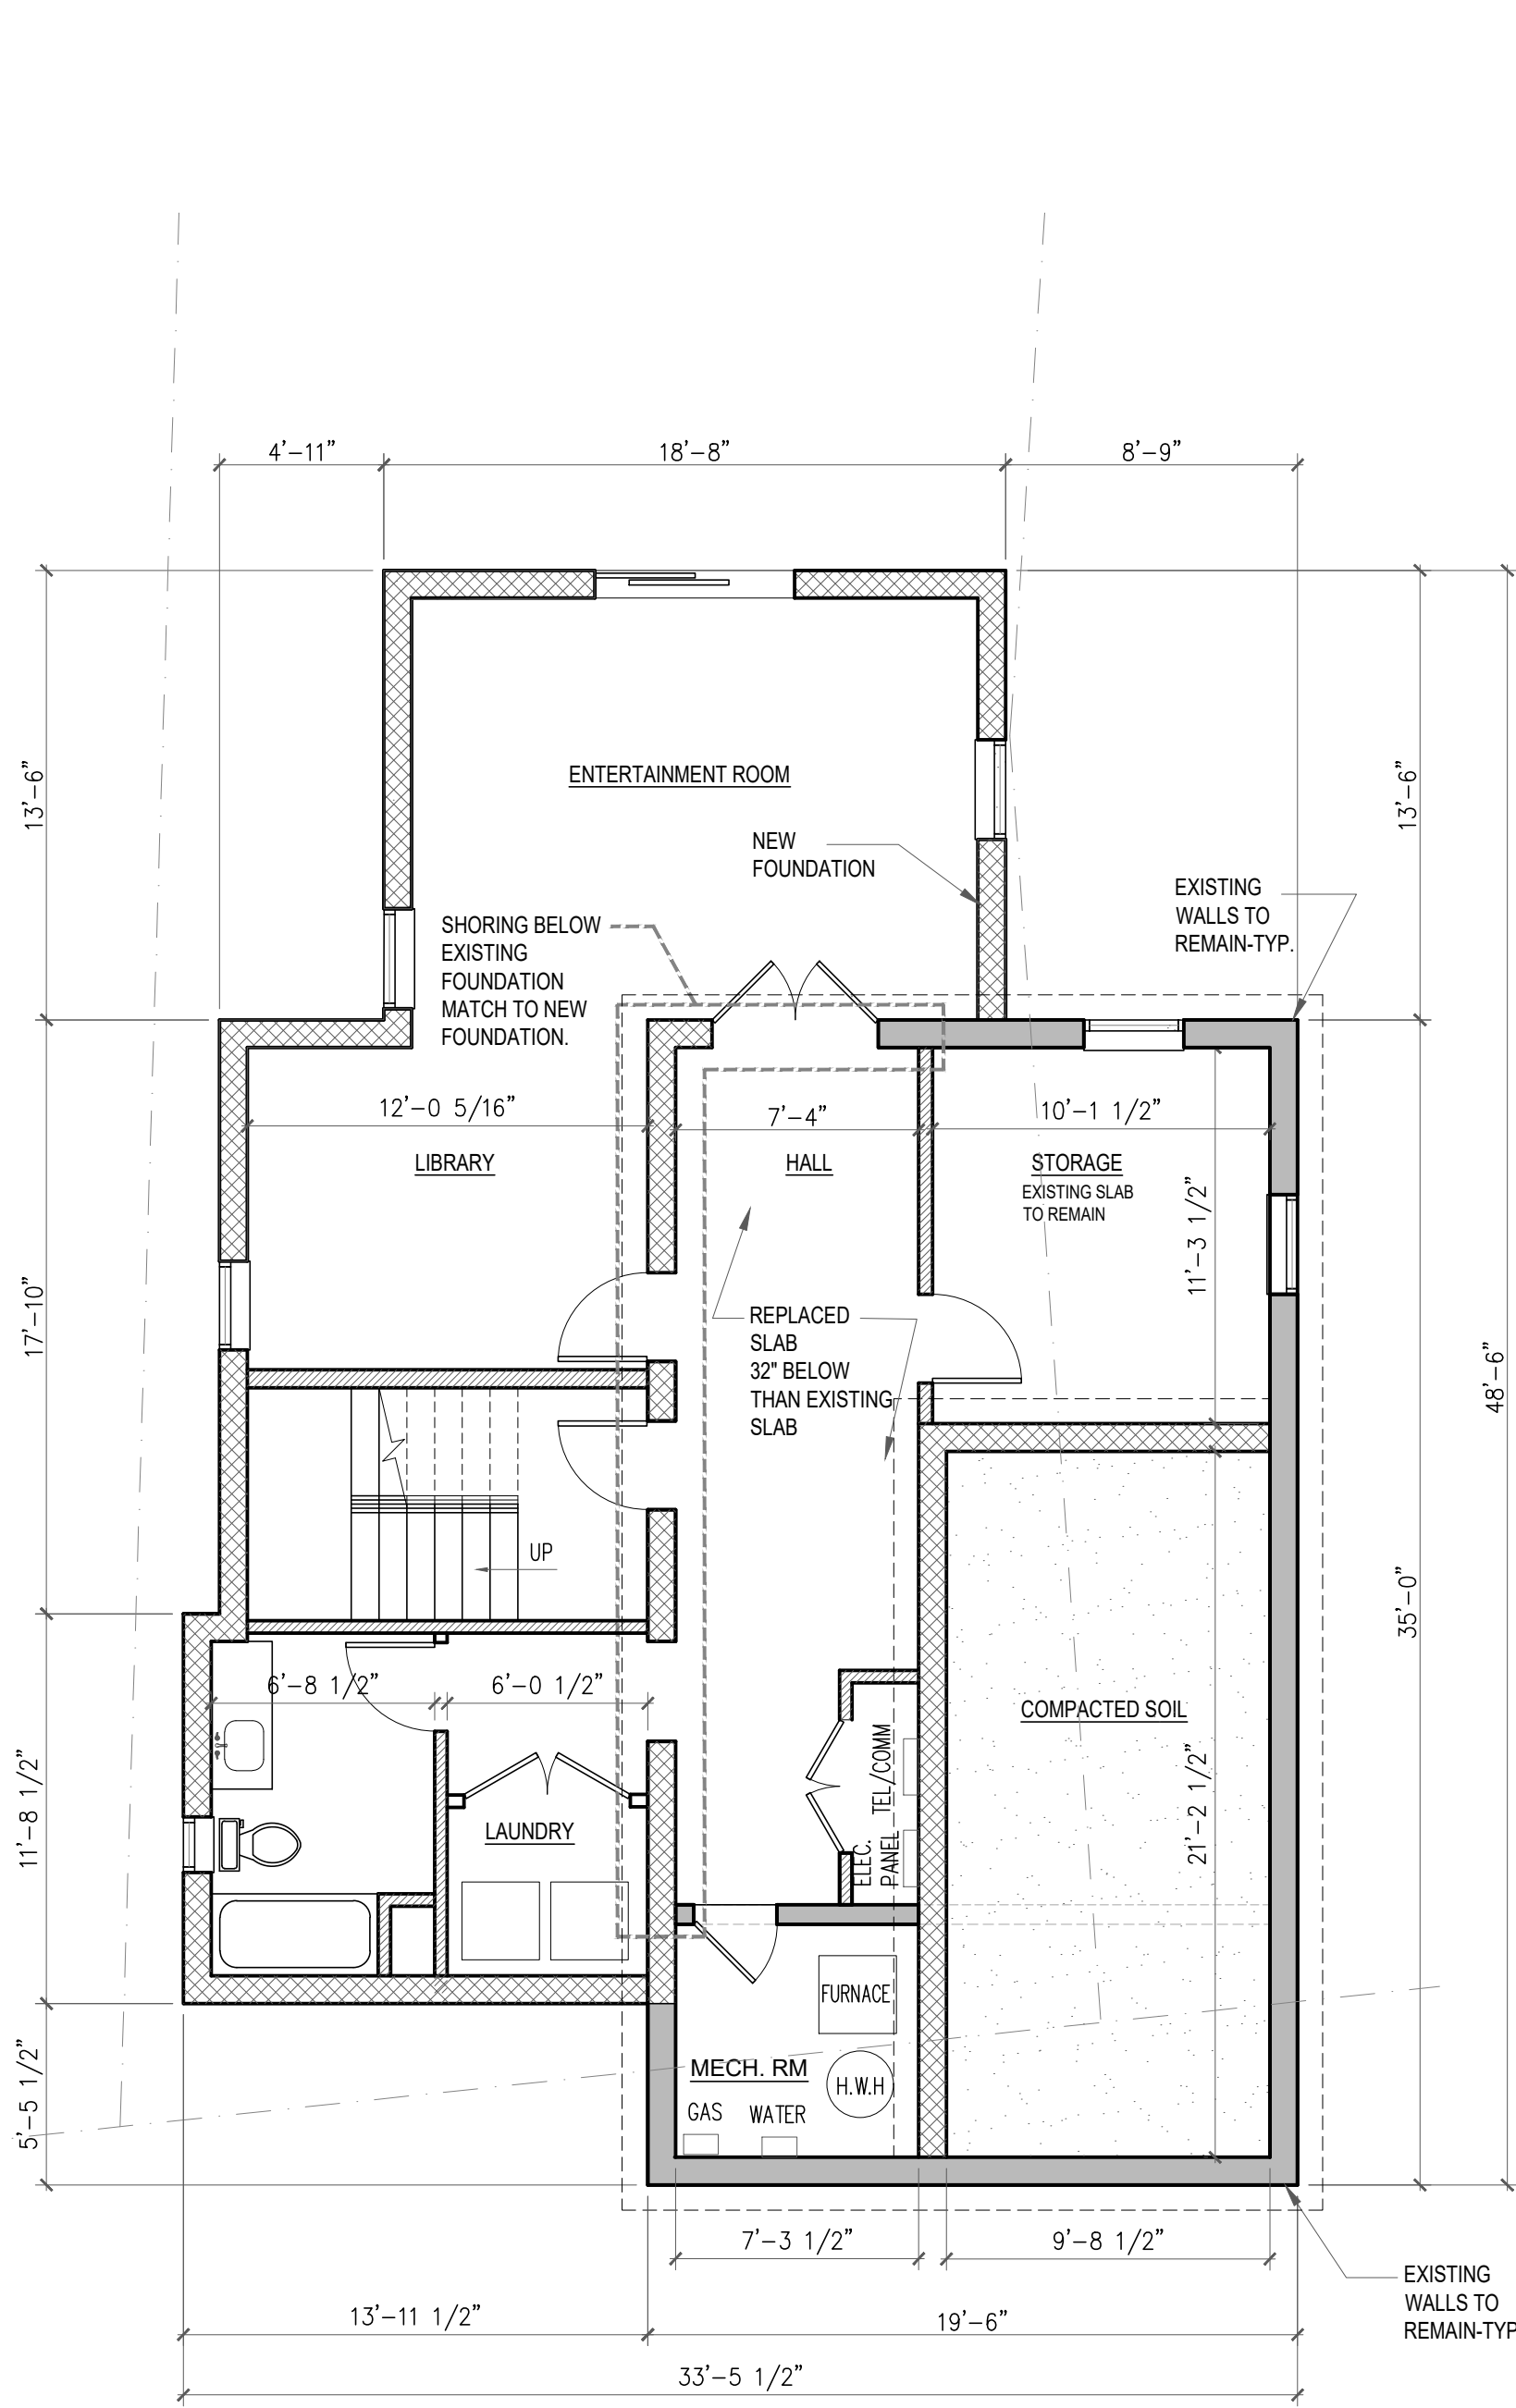 4'-11"
18'-8"
8'-9"
13'-6"
ENTERTAINMENT ROOM
13'-6"
NEW
FOUNDATION
EXISTING
WALLS TO
REMAIN-TYP.
SHORING BELOW
EXISTING
FOUNDATION
MATCH TO NEW
FOUNDATION.
12'-0 5/16"
7'-4"
10'-1 1/2"
LIBRARY
HALL
STORAGE
EXISTING SLAB
TO REMAIN
11'-3 1/2"
17'-10"
REPLACED
SLAB
32" BELOW
THAN EXISTING
SLAB
48'-6"
UP
35'-0"
6'-8 1/2"
6'-0 1/2"
COMPACTED SOIL
TEL/COMM
ELEC.
PANEL
21'-2 1/2"
11'-8 1/2"
LAUNDRY
FURNACE
MECH. RM
H.W.H
GAS
WATER
5'-5 1/2"
7'-3 1/2"
9'-8 1/2"
EXISTING
WALLS TO
REMAIN-TYP
13'-11 1/2"
19'-6"
33'-5 1/2"